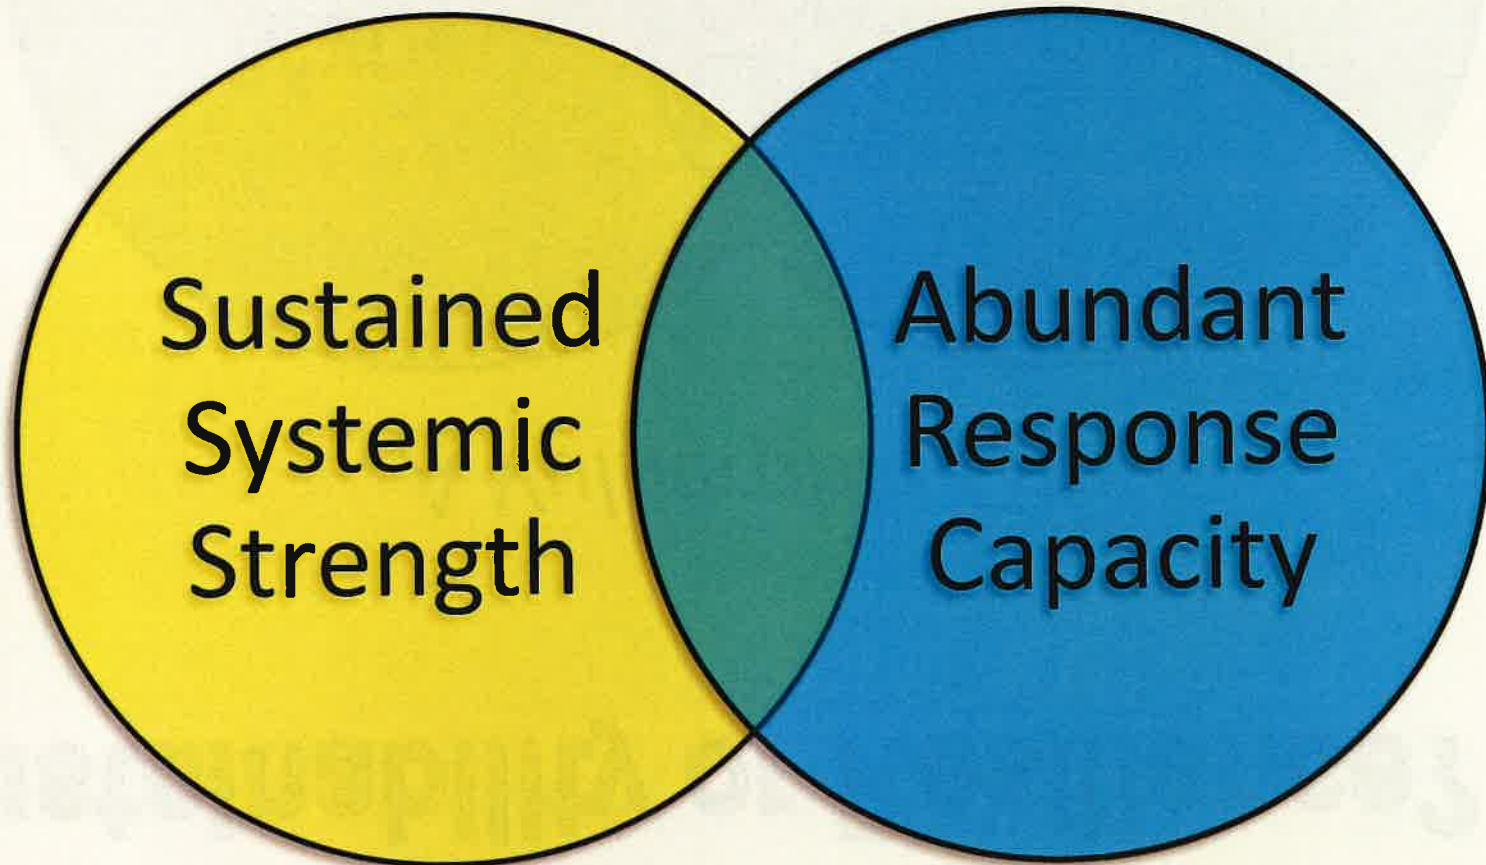 Sustained
Systemic
Strength
Abundant
Response
Capacity